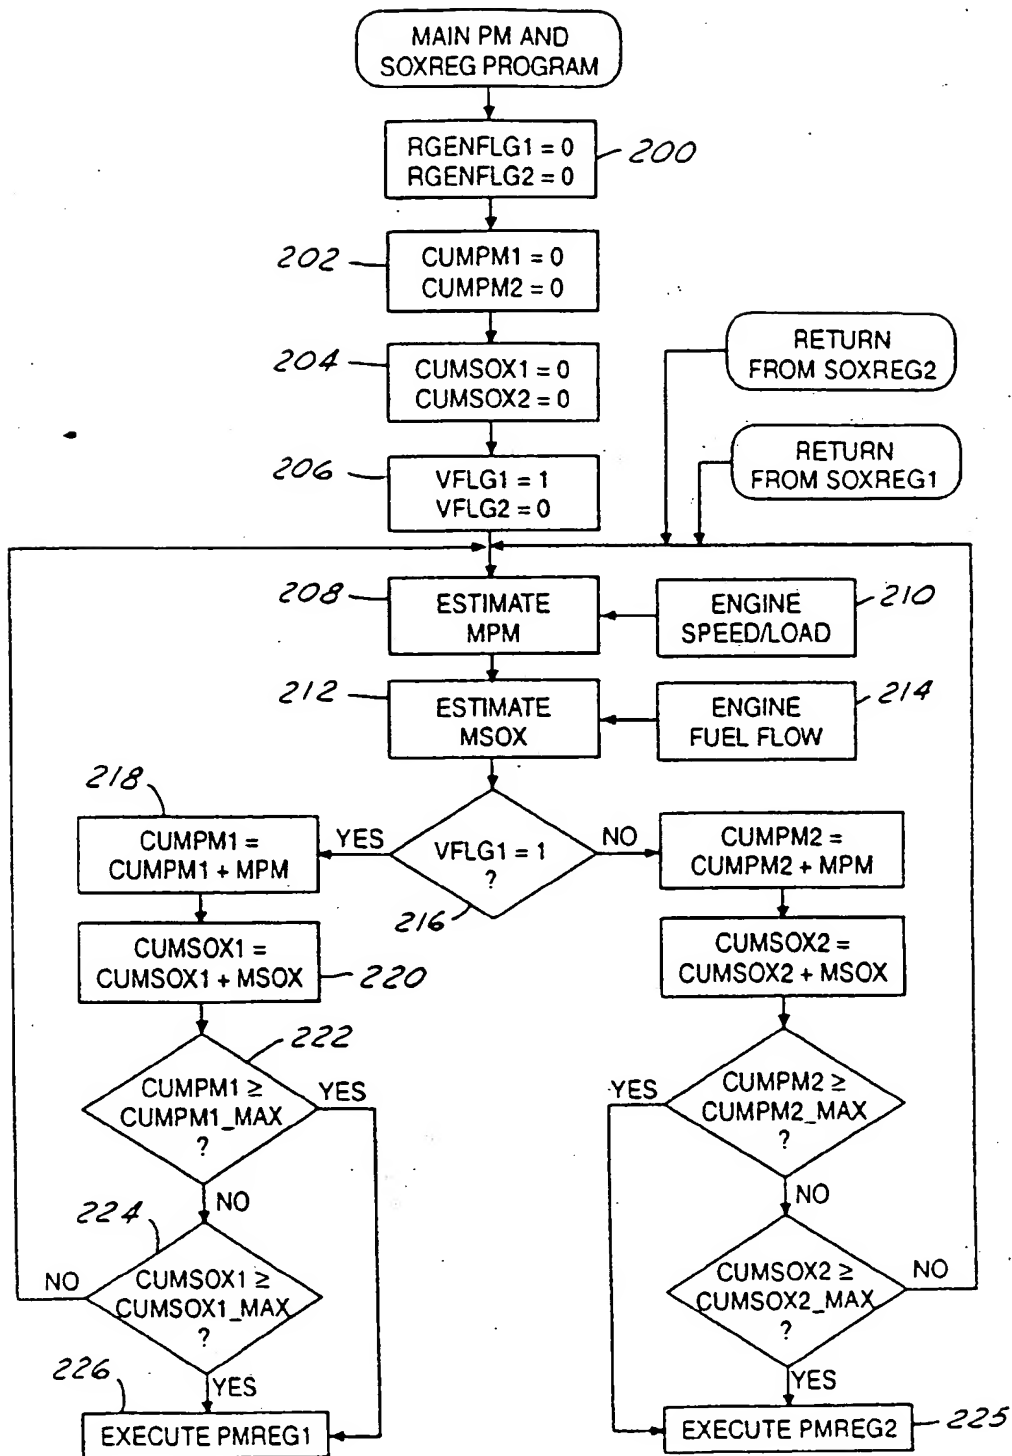 MAIN PM AND
SOXREG PROGRAM
RGENFLG1 = 0
RGENFLG2 = 0
200
202
CUMPM1 = 0
CUMPM2 = 0
204
CUMSOX1 = 0
CUMSOX2 = 0
RETURN
FROM SOXREG2
206
VFLG1 = 1
VFLG2 = 0
RETURN
FROM SOXREG1
208
ESTIMATE
MPM
ENGINE
SPEED/LOAD
210
212
ESTIMATE
MSOX
ENGINE
FUEL FLOW
214
218
CUMPM1 =
CUMPM1 + MPM
YES
VFLG1 = 1
?
216
NO
CUMPM2 =
CUMPM2 + MPM
CUMSOX1 =
CUMSOX1 + MSOX
220
CUMSOX2 =
CUMSOX2 + MSOX
222
CUMPM1 ≥
CUMPM1_MAX
?
YES
NO
YES
CUMPM2 ≥
CUMPM2_MAX
?
NO
224
NO
CUMSOX1 ≥
CUMSOX1_MAX
?
YES
CUMSOX2 ≥
CUMSOX2_MAX
?
NO
YES
226
EXECUTE PMREG1
EXECUTE PMREG2
225